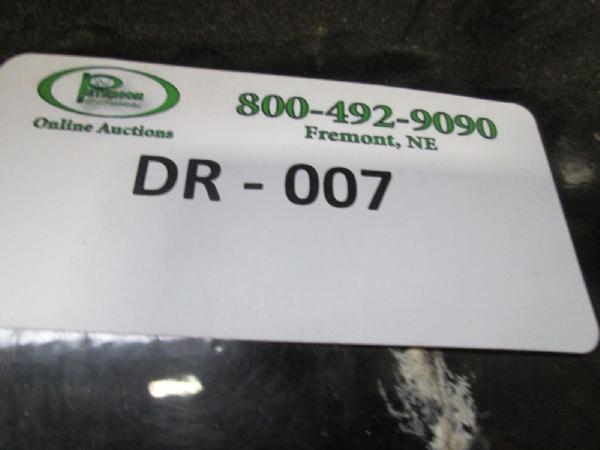 Online Auctions
800-492-9090
Fremont, NE
DR - 007